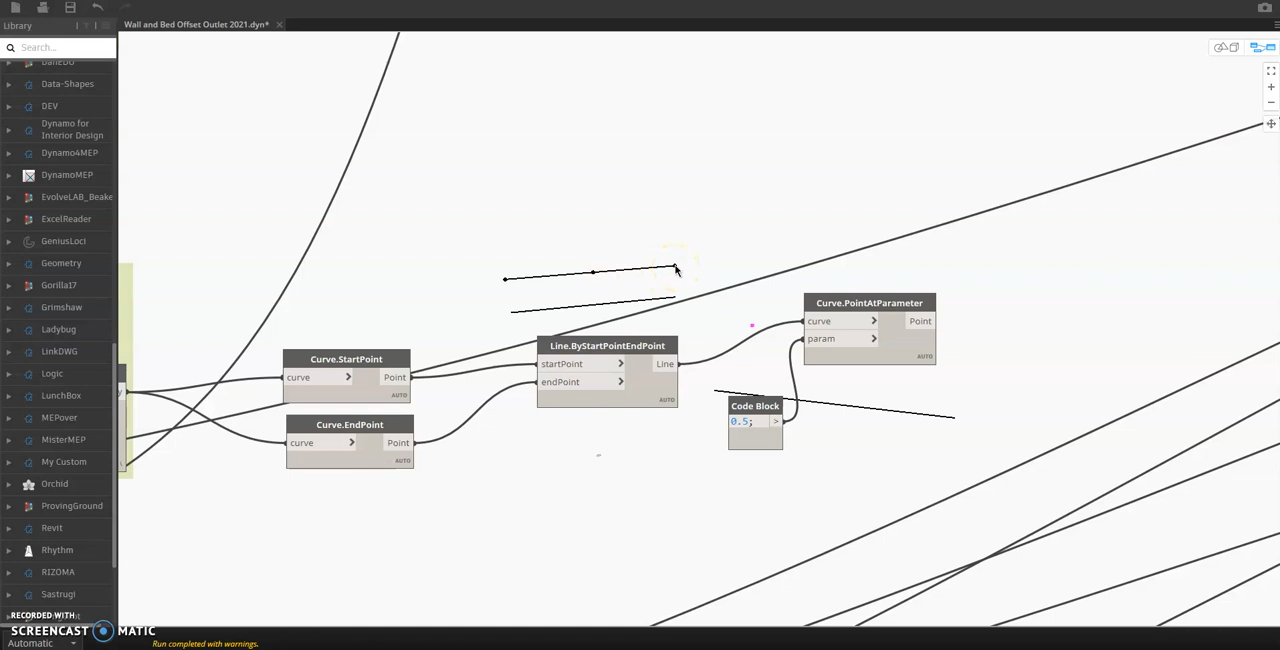 Wall and Bed Offset Outlet 2021.dyn*
Library
Search...
Data-Shapes
DEV
Dynamo for
Interior Design
Dynamo4MEP
DynamoMEP
EvolveLAB_Beake
ExcelReader
GeniusLoci
Geometry
Gorilla17
Grimshaw
Ladybug
LinkDWG
Logic
LunchBox
MEPover
MisterMEP
My Custom
Orchid
ProvingGround
Revit
Rhythm
RIZOMA
Sastrugi
RECORDED WITH
SCREENCAST MATIC
Automatic
Run completed with warnings.
Curve.StartPoint
curve > Point
AUTO
Curve.EndPoint
curve > Point
AUTO
Line.ByStartPointEndPoint
startPoint > Line
endPoint >
AUTO
Code Block
0.5; >
Curve.PointAtParameter
curve > Point
param >
AUTO